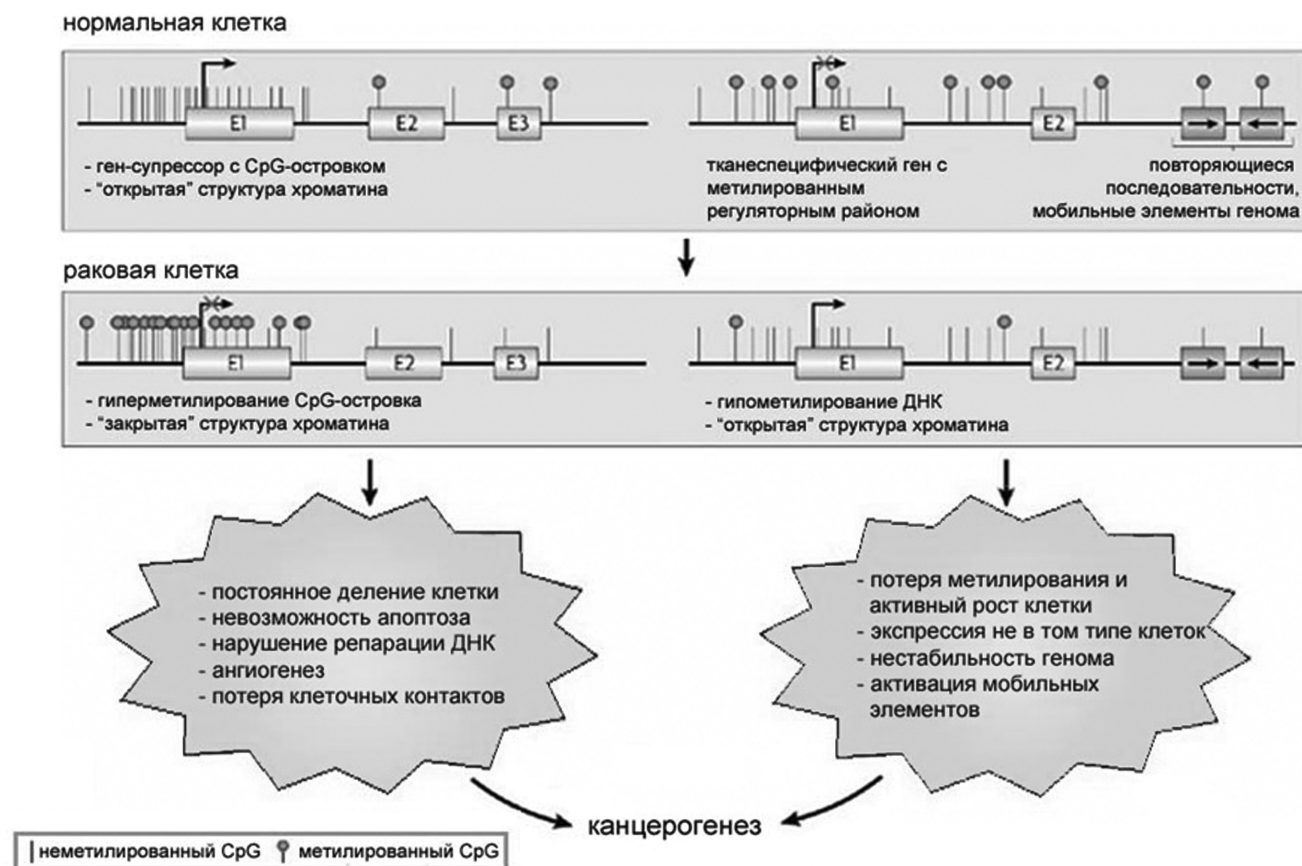 нормальная клетка
E1
E2
E3
E1
E2
- ген-супрессор с CpG-островком
- "открытая" структура хроматина
тканеспецифический ген с
метилированным
регуляторным районом
повторяющиеся
последовательности,
мобильные элементы генома
раковая клетка
E1
E2
E3
E1
E2
- гиперметилирование CpG-островка
- "закрытая" структура хроматина
- гипометилирование ДНК
- "открытая" структура хроматина
- постоянное деление клетки
- невозможность апоптоза
- нарушение репарации ДНК
- ангиогенез
- потеря клеточных контактов
- потеря метилирования и
активный рост клетки
- экспрессия не в том типе клеток
- нестабильность генома
- активация мобильных
элементов
канцерогенез
неметилированный CpG
метилированный CpG